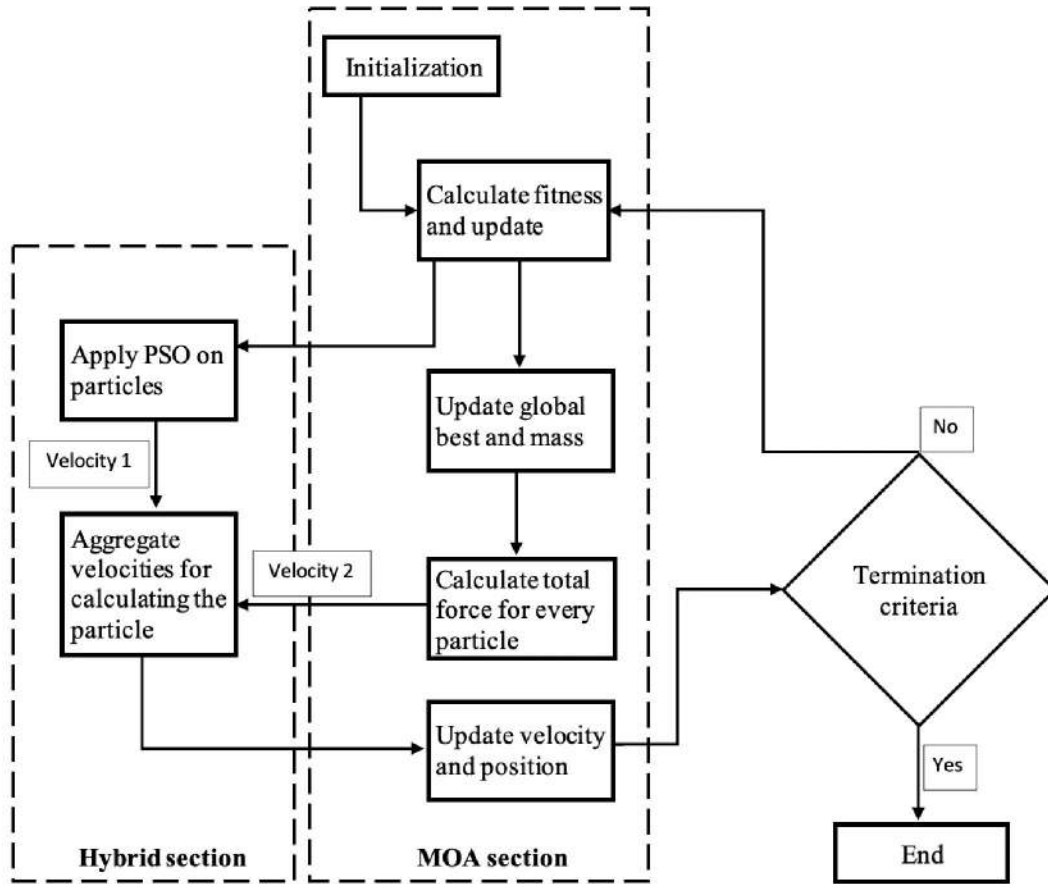 Initialization
Calculate fitness
and update
Apply PSO on
particles
Update global
best and mass
No
Velocity 1
Aggregate
velocities for
calculating the
particle
Velocity 2
Calculate total
force for every
particle
Termination
criteria
Update velocity
and position
Yes
End
Hybrid section
MOA section